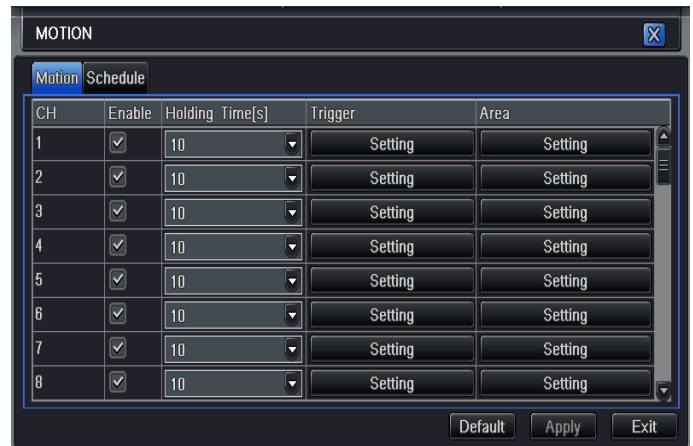 MOTION X
Motion Schedule
CH Enable Holding Time[s] Trigger Area
1 10 Setting Setting
2 10 Setting Setting
3 10 Setting Setting
4 10 Setting Setting
5 10 Setting Setting
6 10 Setting Setting
7 10 Setting Setting
8 10 Setting Setting
Default Apply Exit